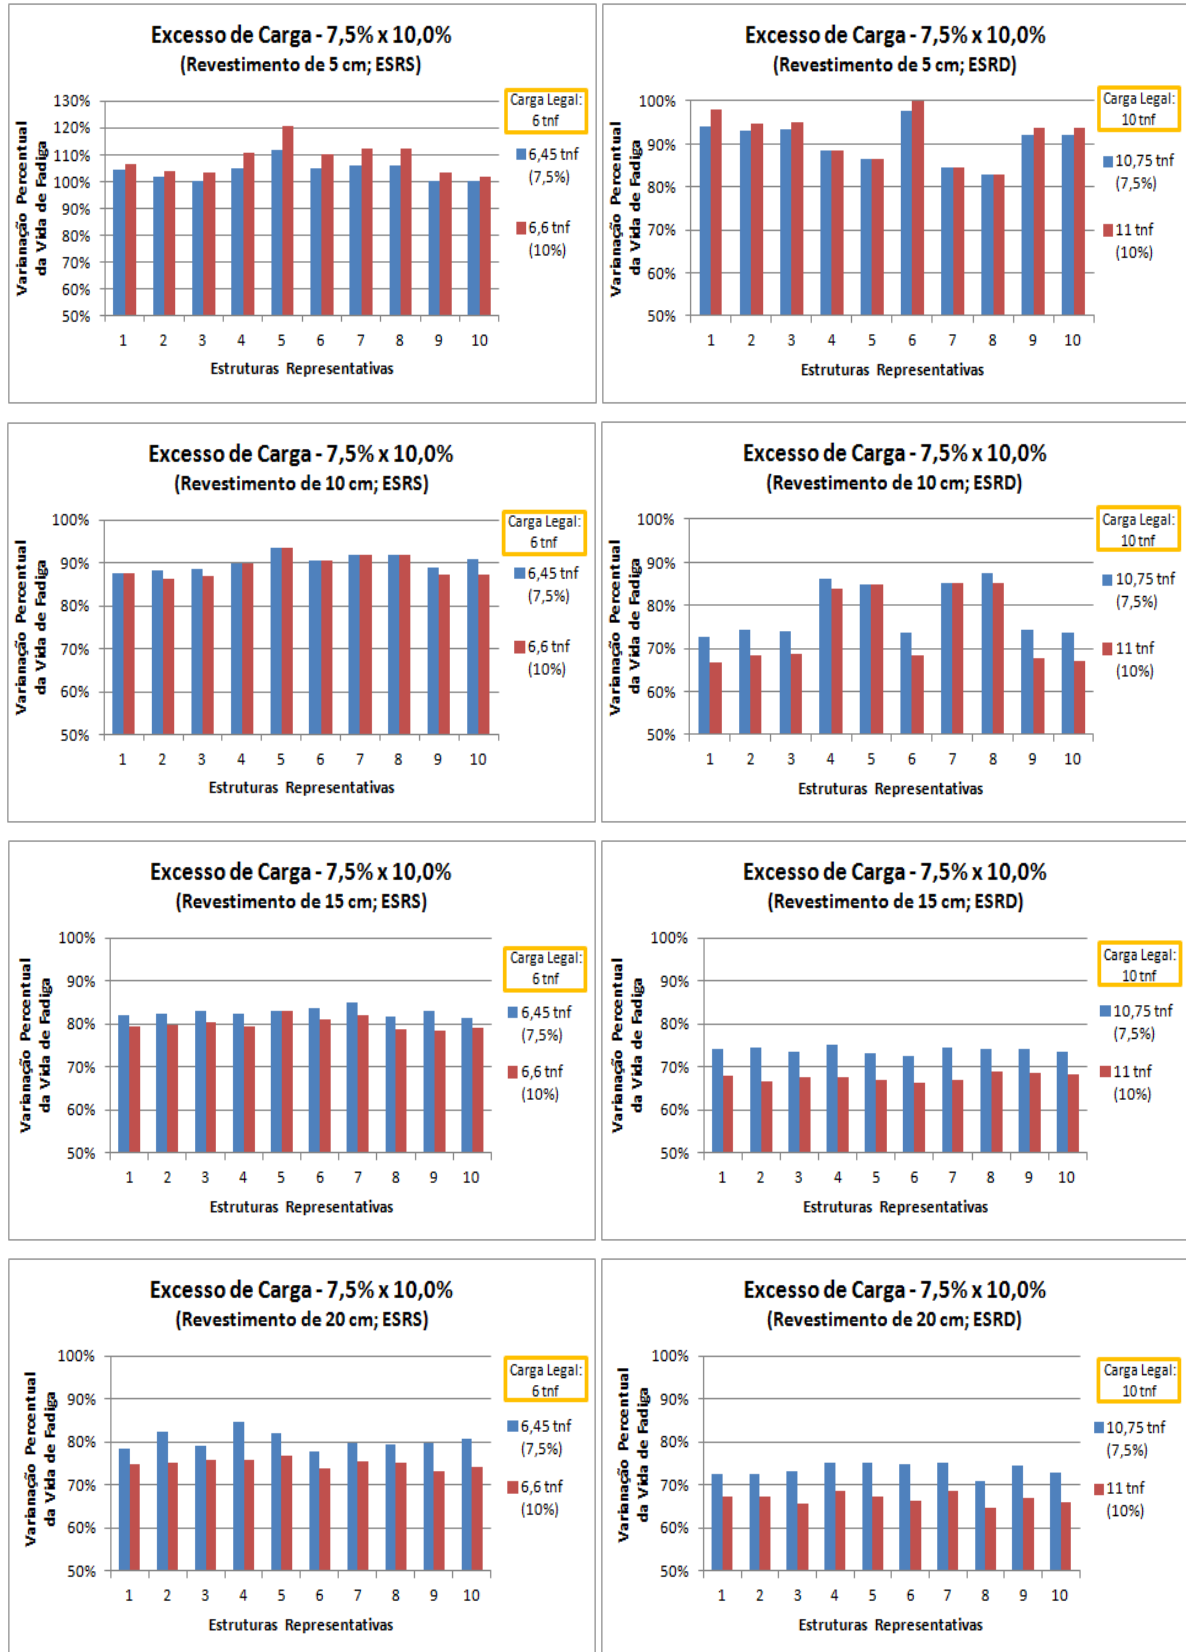 Excesso de Carga - 7,5% x 10,0%
(Revestimento de 5 cm; ESRS)
Varianação Percentual
da Vida de Fadiga
130%
120%
110%
100%
90%
80%
70%
60%
50%
1 2 3 4 5 6 7 8 9 10
Estruturas Representativas
Carga Legal:
6 tnf
6,45 tnf
(7,5%)
6,6 tnf
(10%)
Excesso de Carga - 7,5% x 10,0%
(Revestimento de 5 cm; ESRD)
Varianação Percentual
da Vida de Fadiga
100%
90%
80%
70%
60%
50%
1 2 3 4 5 6 7 8 9 10
Estruturas Representativas
Carga Legal:
10 tnf
10,75 tnf
(7,5%)
11 tnf
(10%)
Excesso de Carga - 7,5% x 10,0%
(Revestimento de 10 cm; ESRS)
Varianação Percentual
da Vida de Fadiga
100%
90%
80%
70%
60%
50%
1 2 3 4 5 6 7 8 9 10
Estruturas Representativas
Carga Legal:
6 tnf
6,45 tnf
(7,5%)
6,6 tnf
(10%)
Excesso de Carga - 7,5% x 10,0%
(Revestimento de 10 cm; ESRD)
Varianação Percentual
da Vida de Fadiga
100%
90%
80%
70%
60%
50%
1 2 3 4 5 6 7 8 9 10
Estruturas Representativas
Carga Legal:
10 tnf
10,75 tnf
(7,5%)
11 tnf
(10%)
Excesso de Carga - 7,5% x 10,0%
(Revestimento de 15 cm; ESRS)
Varianação Percentual
da Vida de Fadiga
100%
90%
80%
70%
60%
50%
1 2 3 4 5 6 7 8 9 10
Estruturas Representativas
Carga Legal:
6 tnf
6,45 tnf
(7,5%)
6,6 tnf
(10%)
Excesso de Carga - 7,5% x 10,0%
(Revestimento de 15 cm; ESRD)
Varianação Percentual
da Vida de Fadiga
100%
90%
80%
70%
60%
50%
1 2 3 4 5 6 7 8 9 10
Estruturas Representativas
Carga Legal:
10 tnf
10,75 tnf
(7,5%)
11 tnf
(10%)
Excesso de Carga - 7,5% x 10,0%
(Revestimento de 20 cm; ESRS)
Varianação Percentual
da Vida de Fadiga
100%
90%
80%
70%
60%
50%
1 2 3 4 5 6 7 8 9 10
Estruturas Representativas
Carga Legal:
6 tnf
6,45 tnf
(7,5%)
6,6 tnf
(10%)
Excesso de Carga - 7,5% x 10,0%
(Revestimento de 20 cm; ESRD)
Varianação Percentual
da Vida de Fadiga
100%
90%
80%
70%
60%
50%
1 2 3 4 5 6 7 8 9 10
Estruturas Representativas
Carga Legal:
10 tnf
10,75 tnf
(7,5%)
11 tnf
(10%)